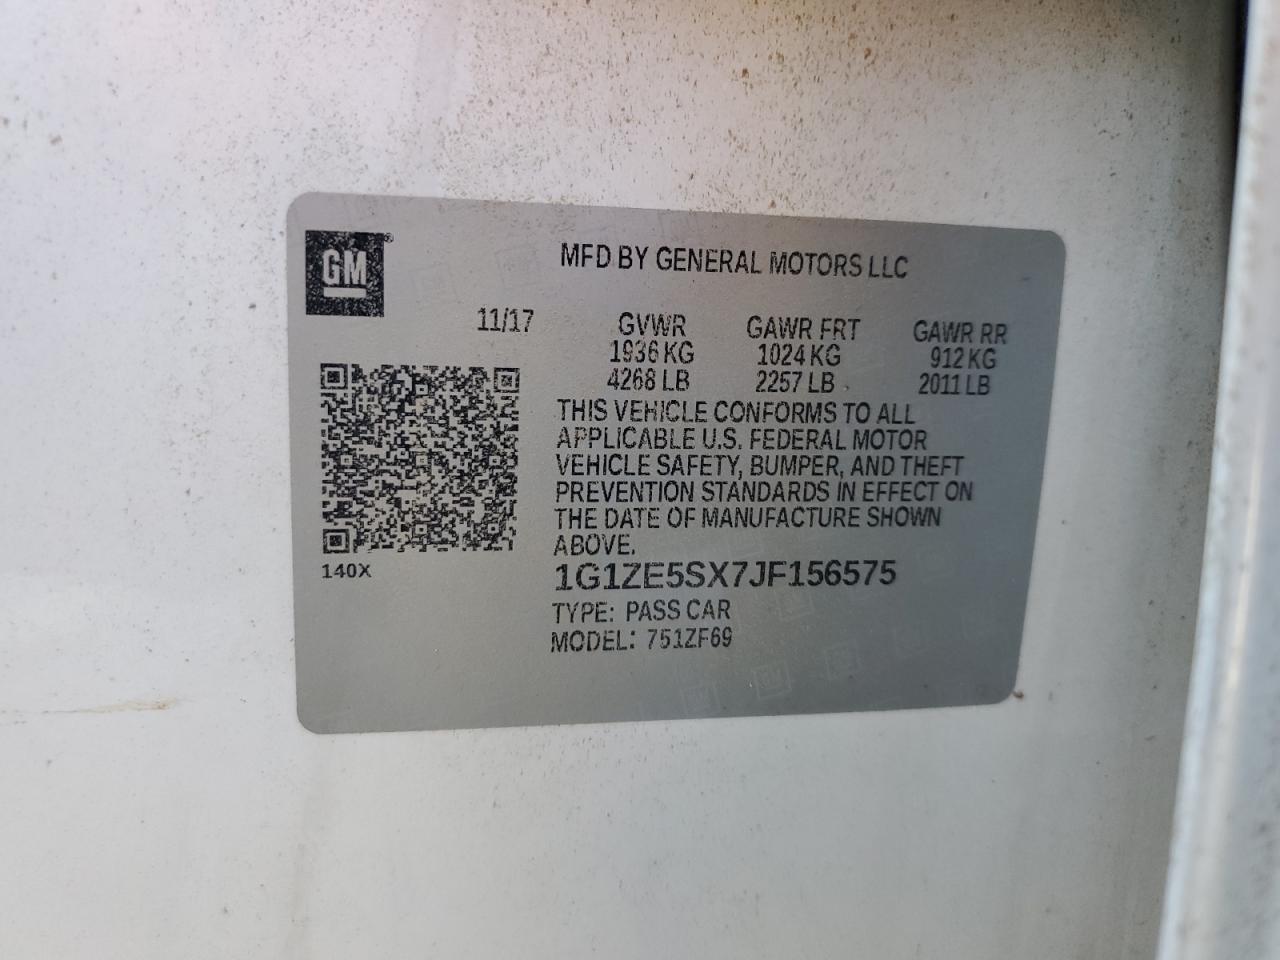 GM
MFD BY GENERAL MOTORS LLC
11/17 GVWR GAWR FRT GAWR RR
1936 KG 1024 KG 912 KG
4268 LB 2257 LB 2011 LB
THIS VEHICLE CONFORMS TO ALL
APPLICABLE U.S. FEDERAL MOTOR
VEHICLE SAFETY, BUMPER, AND THEFT
PREVENTION STANDARDS IN EFFECT ON
THE DATE OF MANUFACTURE SHOWN
ABOVE.
140X
1G1ZE5SX7JF156575
TYPE: PASS CAR
MODEL: 751ZF69